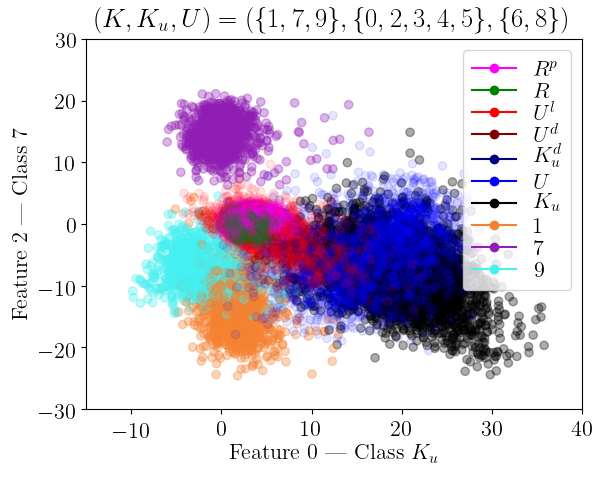 (K, K_u, U) = ({1, 7, 9}, {0, 2, 3, 4, 5}, {6, 8})
30
20
10
0
−10
−20
−30
Feature 2 — Class 7
R^p
R
U^l
U^d
K_u^d
U
K_u
1
7
9
−10
0
10
20
30
40
Feature 0 — Class K_u